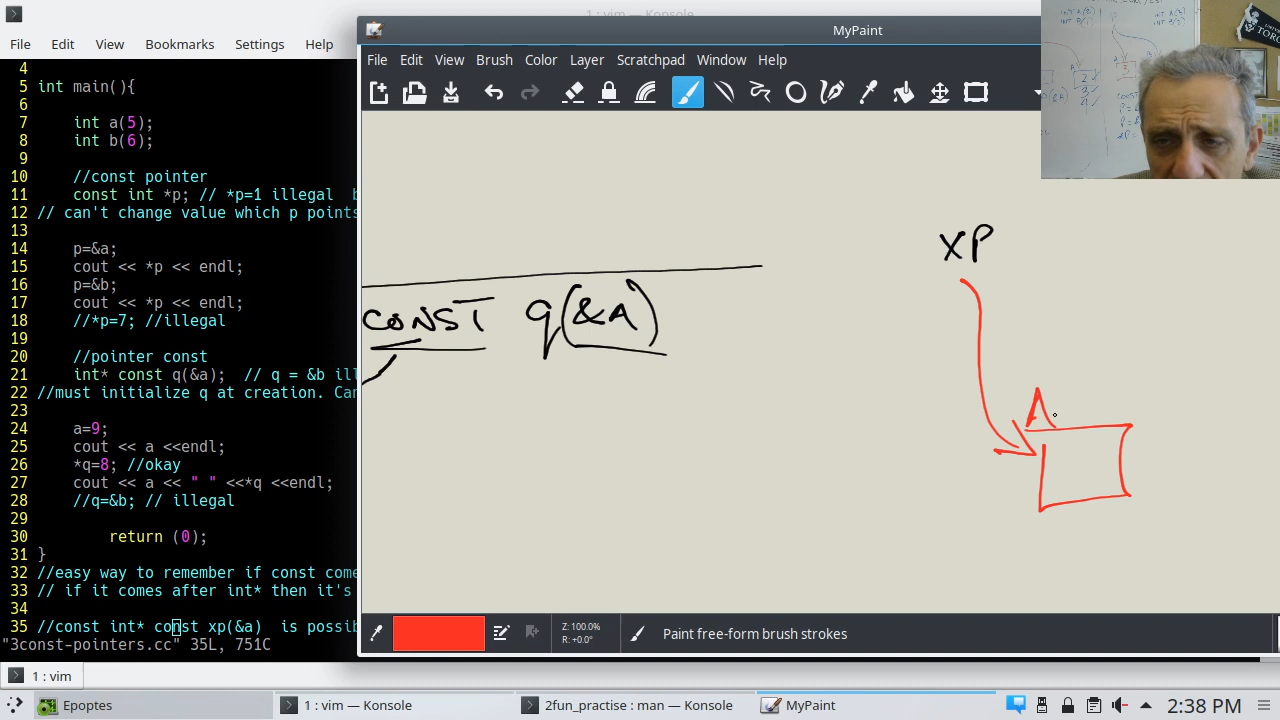 1 : vim — Konsole
File Edit View Bookmarks Settings Help
4
5 int main(){
6
7 int a(5);
8 int b(6);
9
10 //const pointer
11 const int *p; // *p=1 illegal b
12 // can't change value which p points
13
14 p=&a;
15 cout << *p << endl;
16 p=&b;
17 cout << *p << endl;
18 //*p=7; //illegal
19
20 //pointer const
21 int* const q(&a); // q = &b ill
22 //must initialize q at creation. Can
23
24 a=9;
25 cout << a <<endl;
26 *q=8; //okay
27 cout << a << " " <<*q <<endl;
28 //q=&b; // illegal
29
30 return (0);
31 }
32 //easy way to remember if const come
33 // if it comes after int* then it's
34
35 //const int* const xp(&a) is possib
"3const-pointers.cc" 35L, 751C
1 : vim
MyPaint
File Edit View Brush Color Layer Scratchpad Window Help
XP
CONST q(&A)
A
Z: 100.0%
R: +0.0°
Paint free-form brush strokes
Epoptes
1 : vim — Konsole
2fun_practise : man — Konsole
MyPaint
2:38 PM